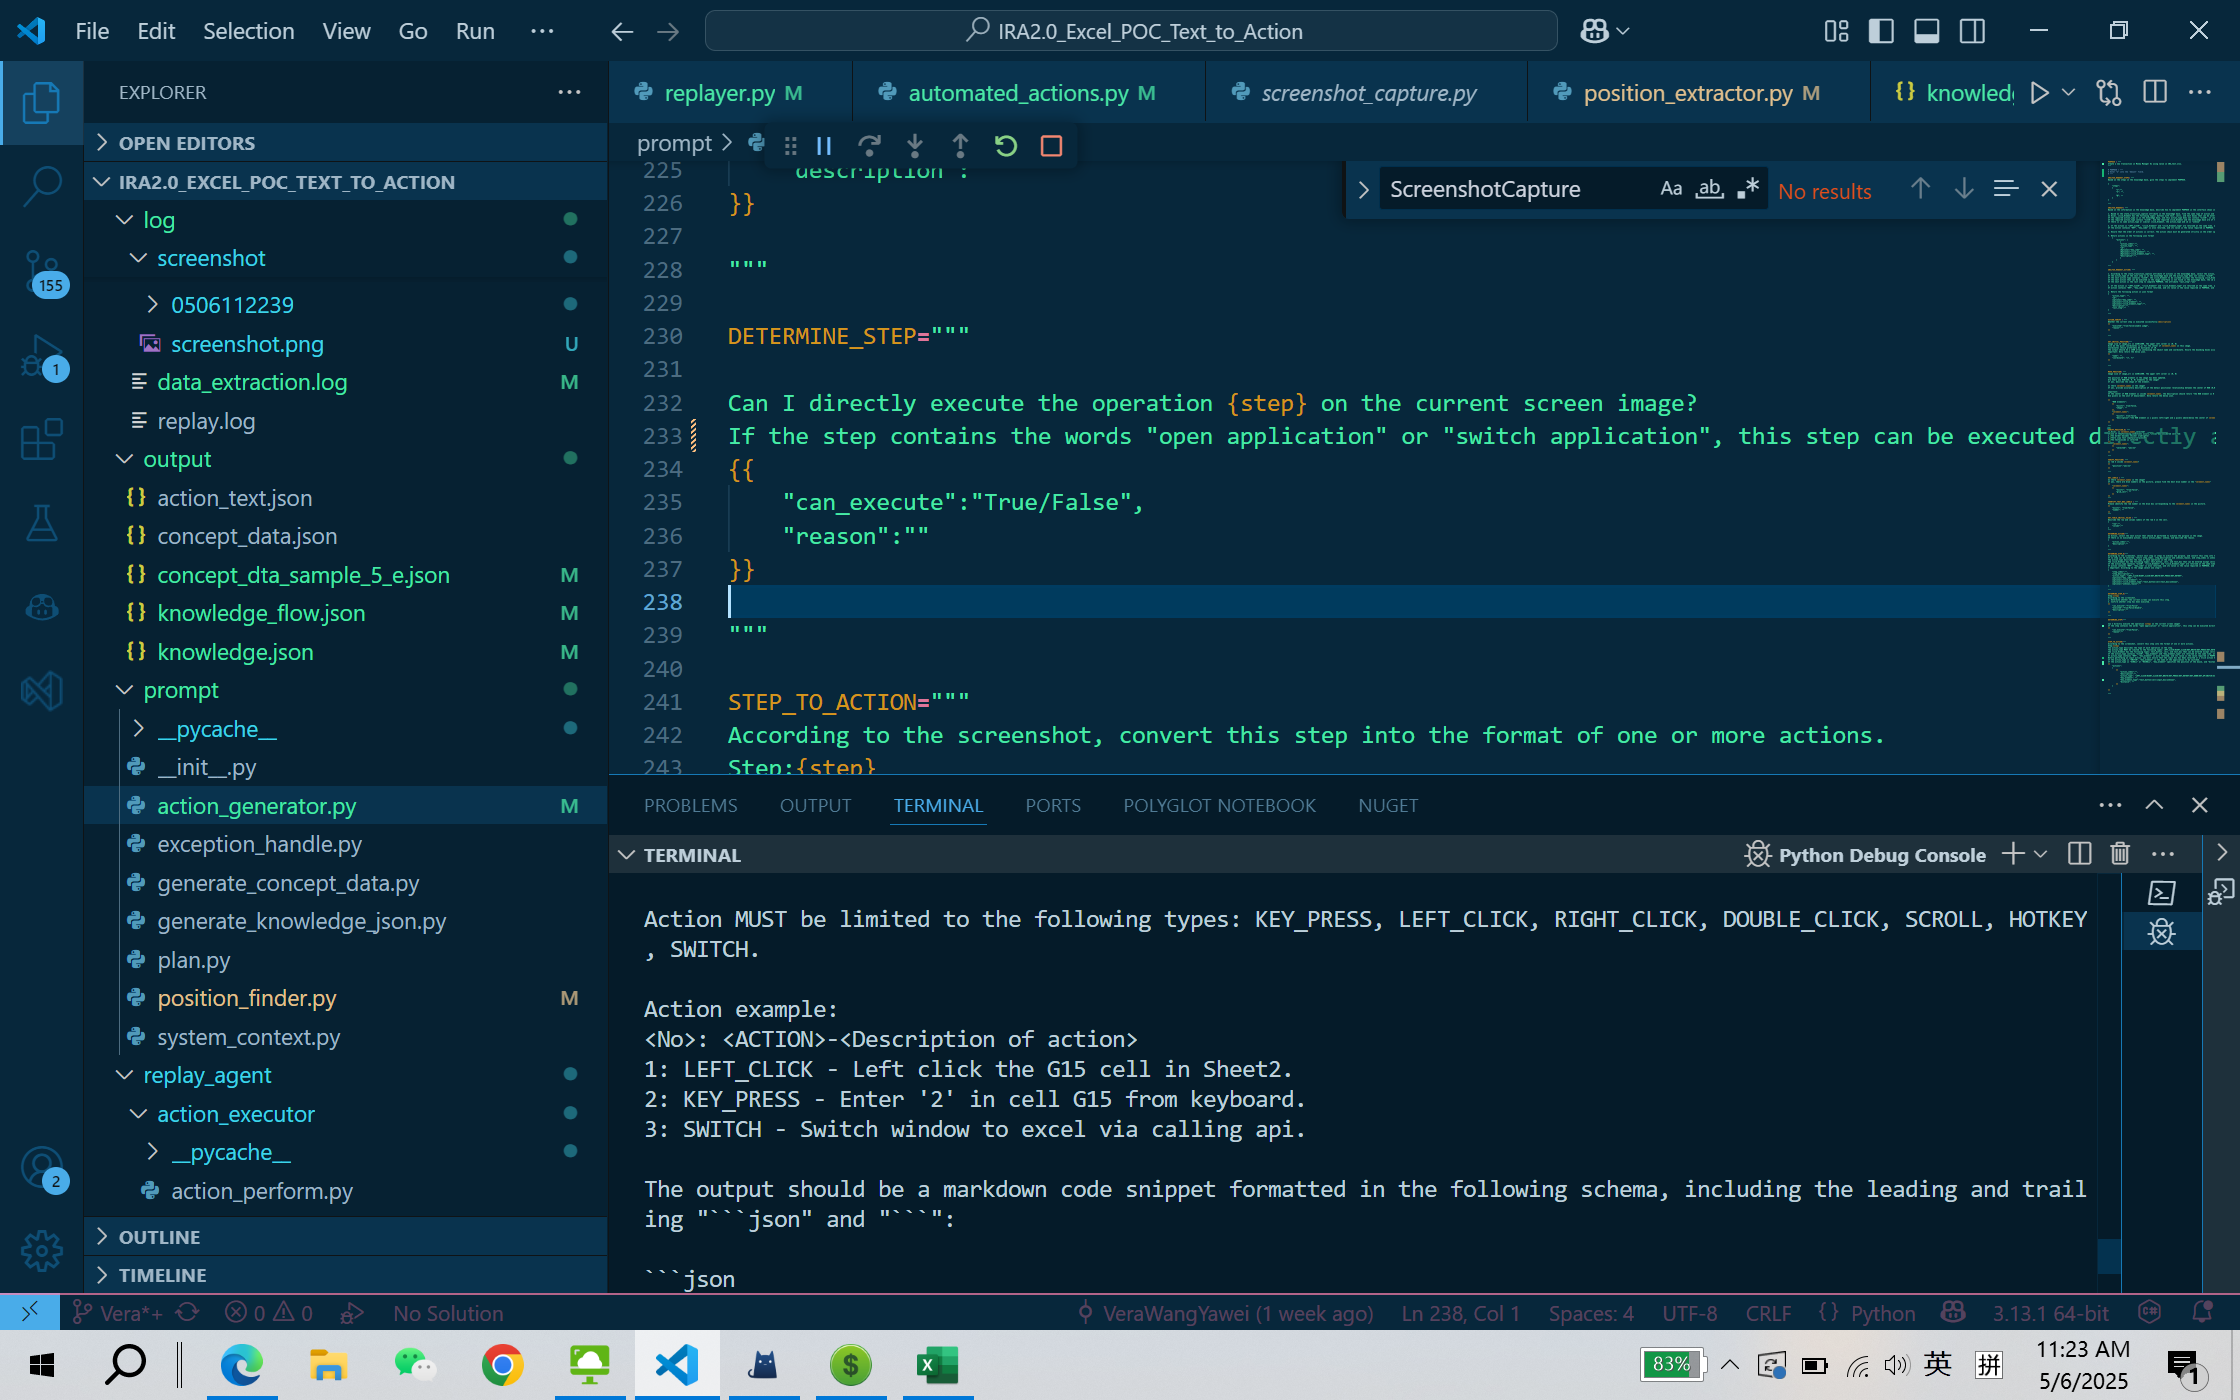 File Edit Selection View Go Run ···
IRA2.0_Excel_POC_Text_to_Action
EXPLORER
OPEN EDITORS
IRA2.0_EXCEL_POC_TEXT_TO_ACTION
log
screenshot
0506112239
screenshot.png U
data_extraction.log M
replay.log
output
action_text.json
concept_data.json
concept_dta_sample_5_e.json M
knowledge_flow.json M
knowledge.json M
prompt
__pycache__
__init__.py
action_generator.py M
exception_handle.py
generate_concept_data.py
generate_knowledge_json.py
plan.py
position_finder.py M
system_context.py
replay_agent
action_executor
__pycache__
action_perform.py
OUTLINE
TIMELINE
155
1
2
replayer.py M
automated_actions.py M
screenshot_capture.py
position_extractor.py M
{} knowled
prompt >
ScreenshotCapture Aa ab .* No results
225 "description":
226 }}
227
228 """
229
230 DETERMINE_STEP="""
231
232 Can I directly execute the operation {step} on the current screen image?
233 If the step contains the words "open application" or "switch application", this step can be executed directly a
234 {{
235 "can_execute":"True/False",
236 "reason":""
237 }}
238
239 """
240
241 STEP_TO_ACTION="""
242 According to the screenshot, convert this step into the format of one or more actions.
243 Step:{step}
PROBLEMS OUTPUT TERMINAL PORTS POLYGLOT NOTEBOOK NUGET
TERMINAL
Python Debug Console
Action MUST be limited to the following types: KEY_PRESS, LEFT_CLICK, RIGHT_CLICK, DOUBLE_CLICK, SCROLL, HOTKEY
, SWITCH.
Action example:
<No>: <ACTION>-<Description of action>
1: LEFT_CLICK - Left click the G15 cell in Sheet2.
2: KEY_PRESS - Enter '2' in cell G15 from keyboard.
3: SWITCH - Switch window to excel via calling api.
The output should be a markdown code snippet formatted in the following schema, including the leading and trail
ing "```json" and "```":
```json
Vera*+ 0 0 No Solution
VeraWangYawei (1 week ago) Ln 238, Col 1 Spaces: 4 UTF-8 CRLF {} Python 3.13.1 64-bit
83% 英 拼
11:23 AM
5/6/2025
1